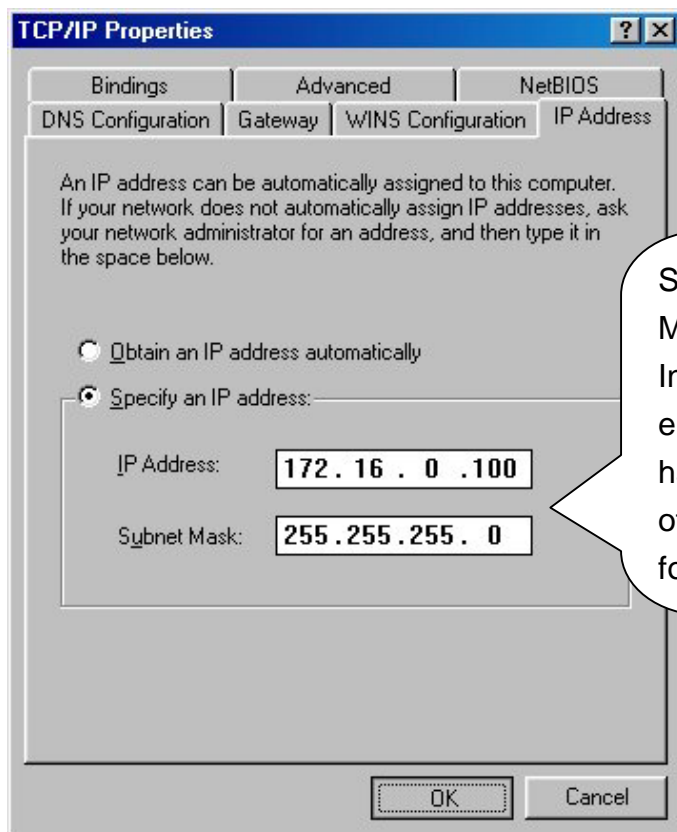 TCP/IP Properties
Bindings Advanced NetBIOS
DNS Configuration Gateway WINS Configuration IP Address
An IP address can be automatically assigned to this computer.
If your network does not automatically assign IP addresses, ask
your network administrator for an address, and then type it in
the space below.
Obtain an IP address automatically
Specify an IP address:
IP Address: 172. 16 . 0 .100
Subnet Mask: 255.255.255. 0
OK Cancel